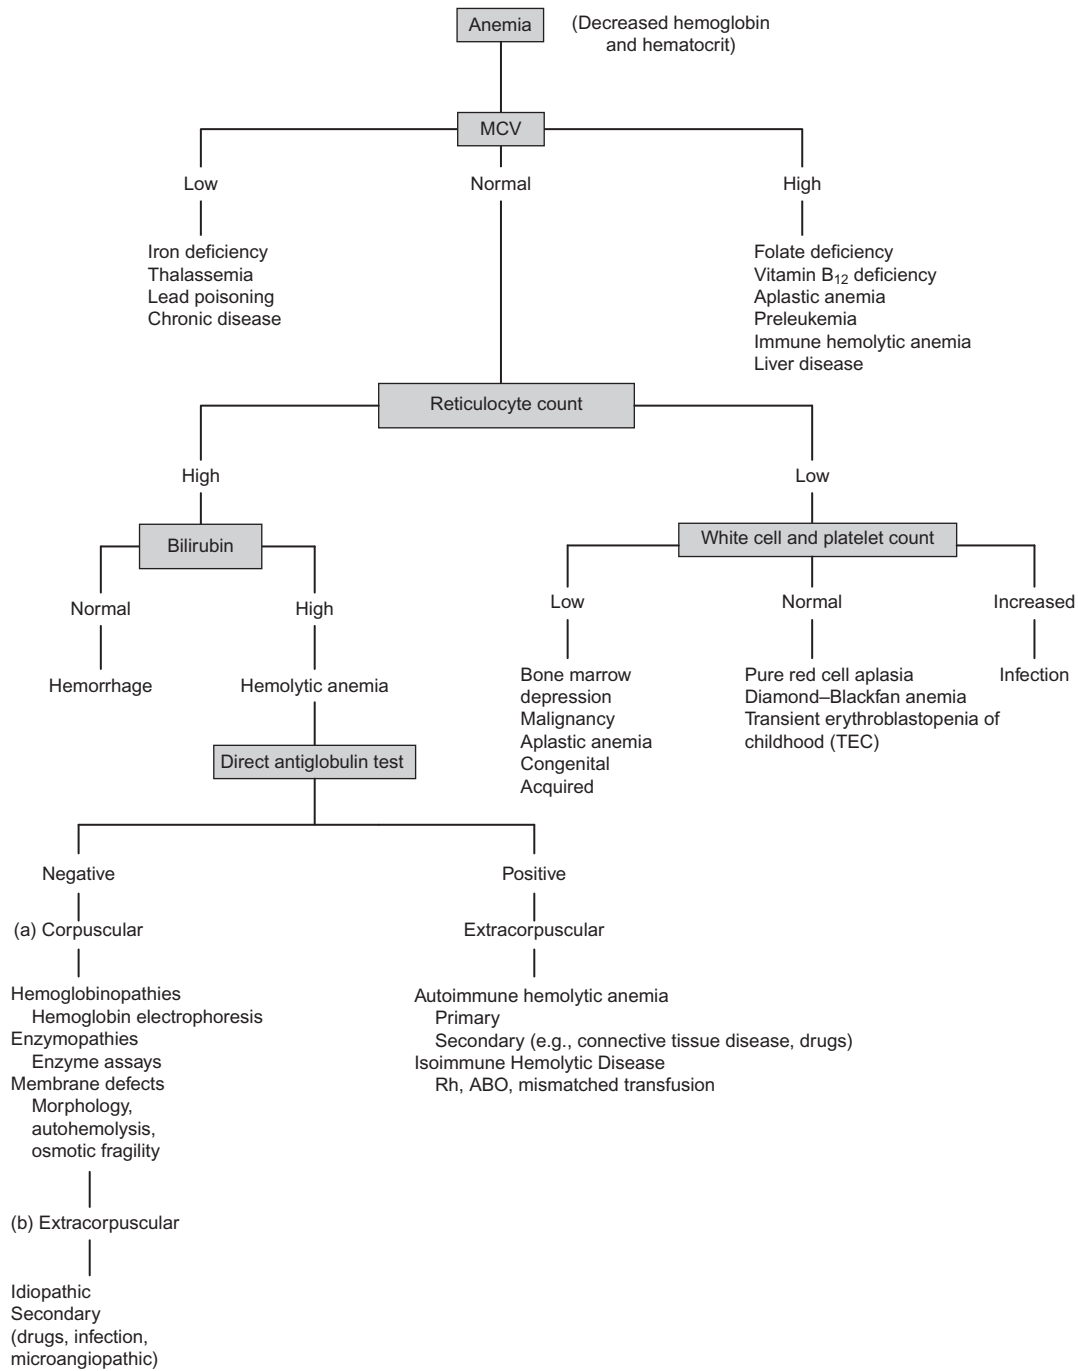 Anemia
(Decreased hemoglobin
and hematocrit)
MCV
Low
Normal
High
Iron deficiency
Thalassemia
Lead poisoning
Chronic disease
Folate deficiency
Vitamin B12 deficiency
Aplastic anemia
Preleukemia
Immune hemolytic anemia
Liver disease
Reticulocyte count
High
Low
Bilirubin
White cell and platelet count
Normal
High
Low
Normal
Increased
Hemorrhage
Hemolytic anemia
Bone marrow
depression
Malignancy
Aplastic anemia
Congenital
Acquired
Pure red cell aplasia
Diamond–Blackfan anemia
Transient erythroblastopenia of
childhood (TEC)
Infection
Direct antiglobulin test
Negative
Positive
(a) Corpuscular
Extracorpuscular
Hemoglobinopathies
Hemoglobin electrophoresis
Enzymopathies
Enzyme assays
Membrane defects
Morphology,
autohemolysis,
osmotic fragility
Autoimmune hemolytic anemia
Primary
Secondary (e.g., connective tissue disease, drugs)
Isoimmune Hemolytic Disease
Rh, ABO, mismatched transfusion
(b) Extracorpuscular
Idiopathic
Secondary
(drugs, infection,
microangiopathic)